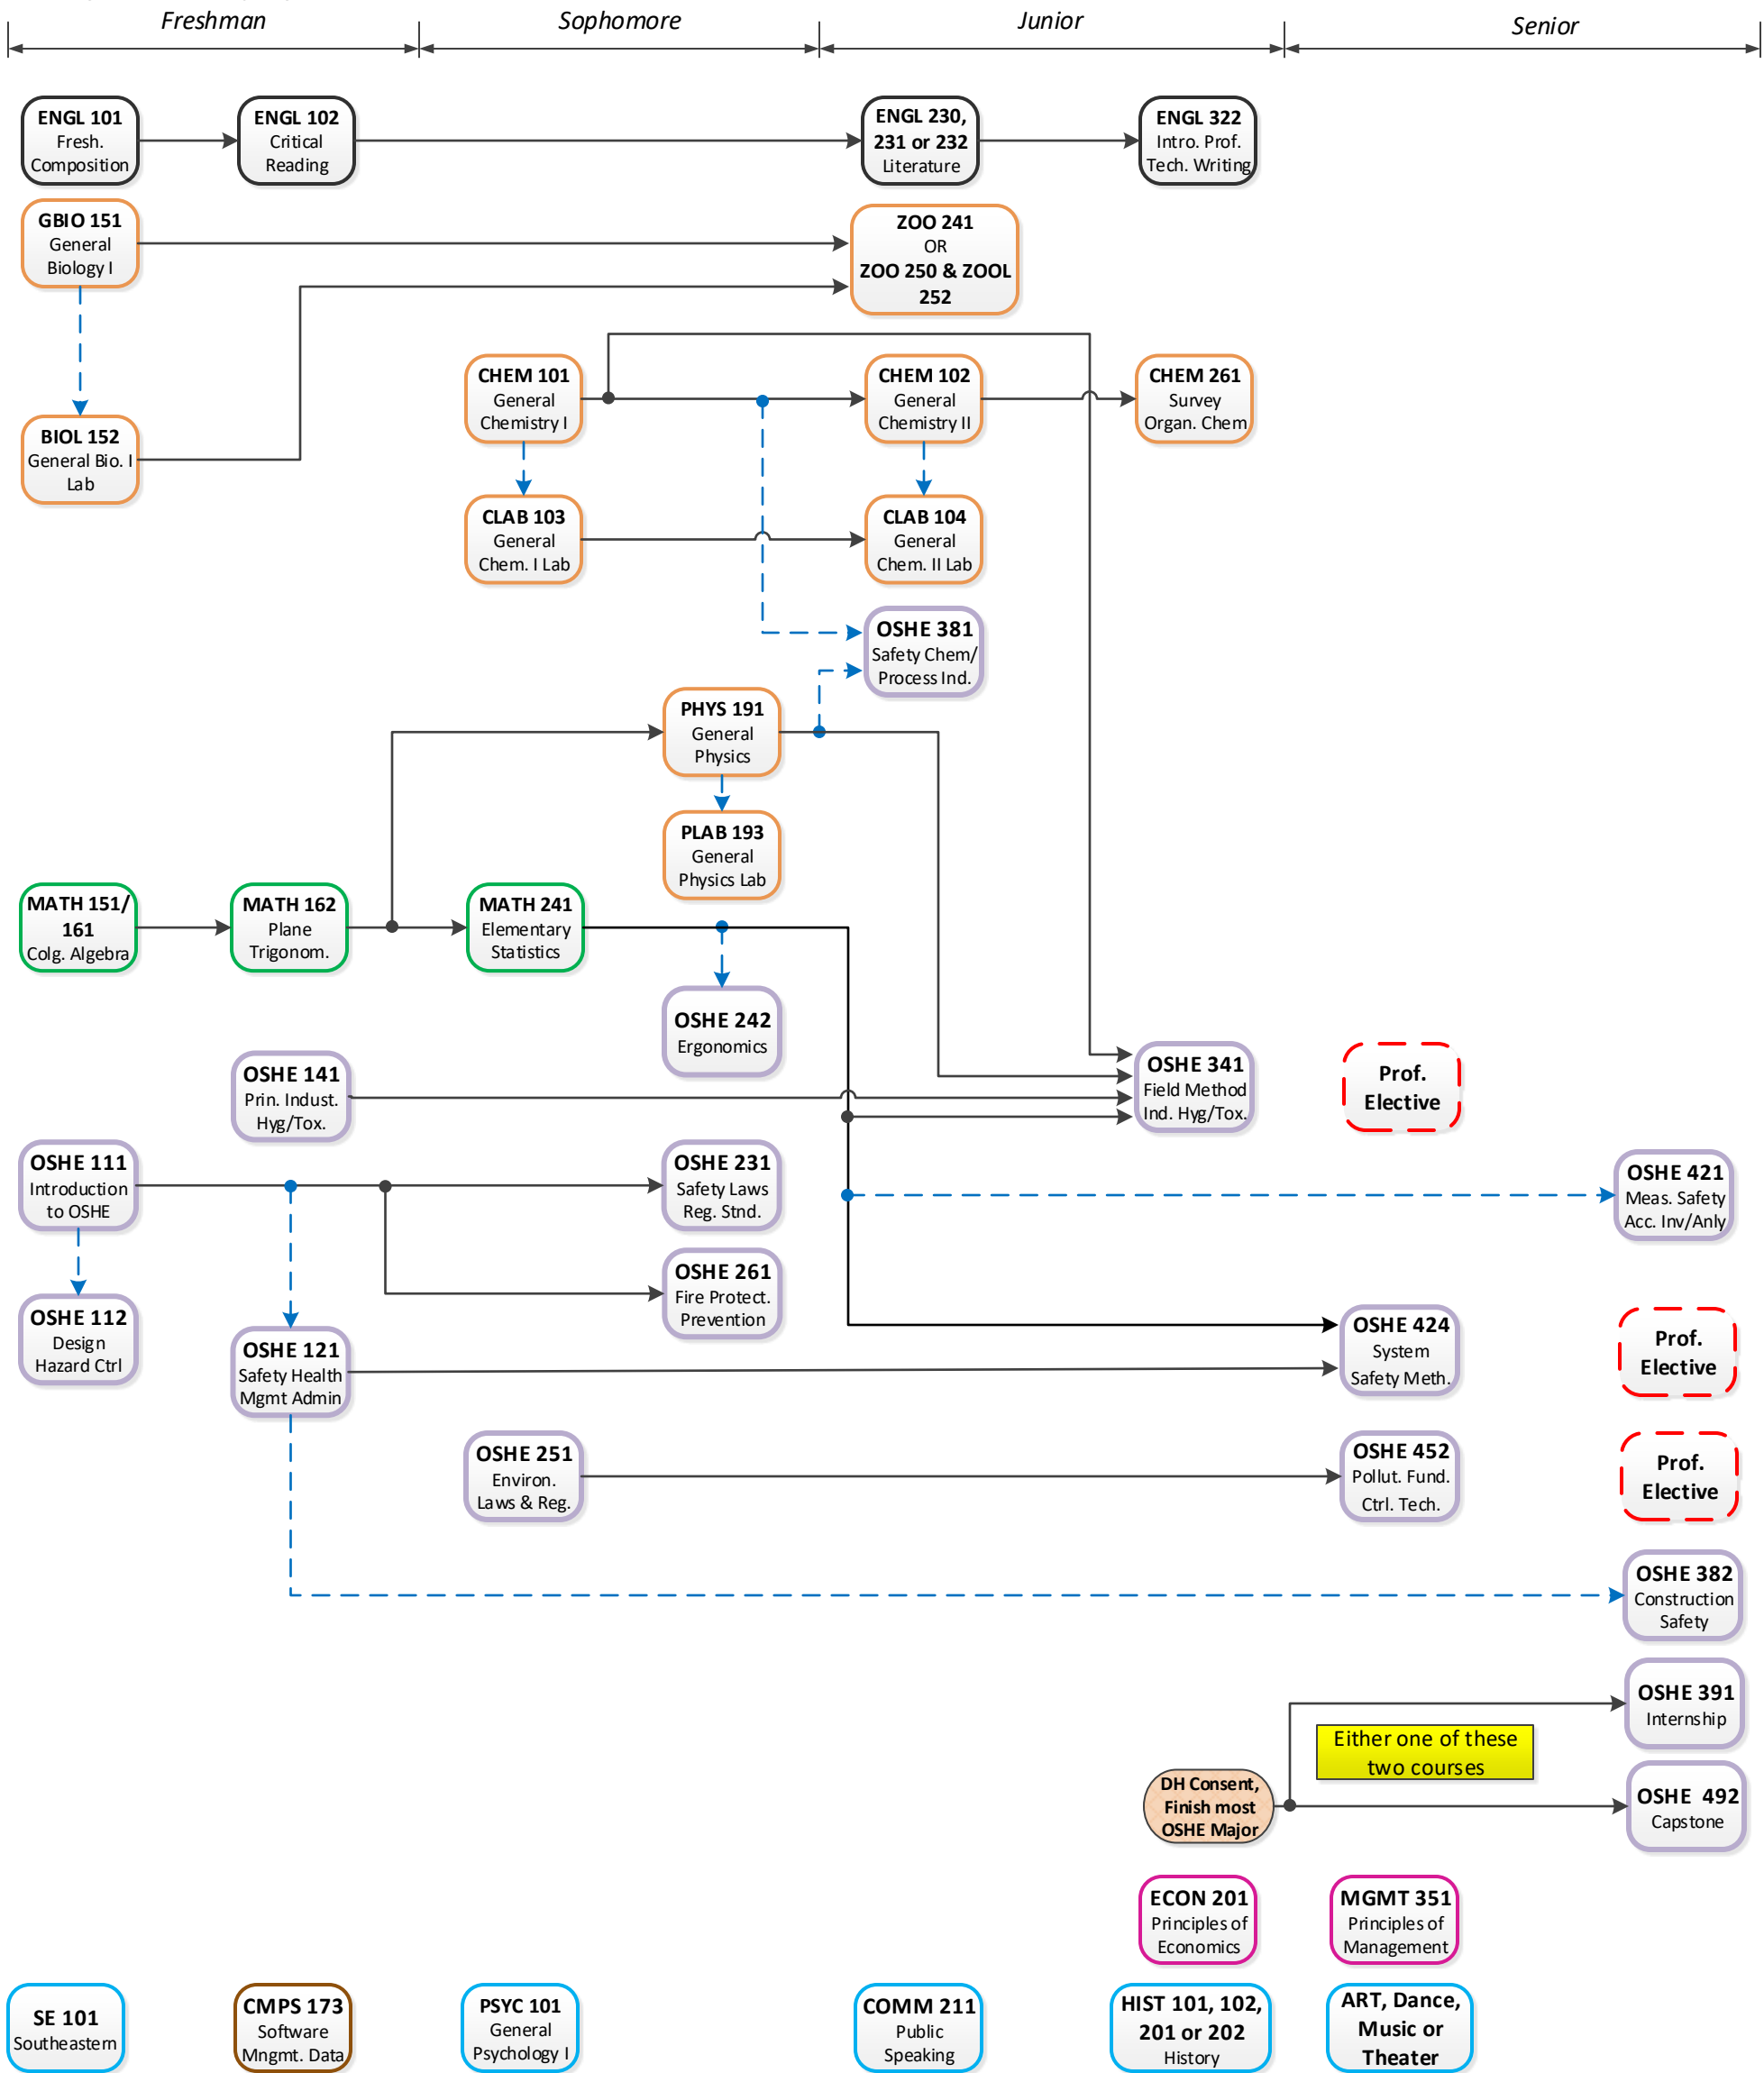 Freshman
Sophomore
Junior
Senior
ENGL 101
Fresh.
Composition
ENGL 102
Critical
Reading
ENGL 230,
231 or 232
Literature
ENGL 322
Intro. Prof.
Tech. Writing
GBIO 151
General
Biology I
ZOO 241
OR
ZOO 250 & ZOOL
252
BIOL 152
General Bio. I
Lab
CHEM 101
General
Chemistry I
CHEM 102
General
Chemistry II
CHEM 261
Survey
Organ. Chem
CLAB 103
General
Chem. I Lab
CLAB 104
General
Chem. II Lab
OSHE 381
Safety Chem/
Process Ind.
PHYS 191
General
Physics
PLAB 193
General
Physics Lab
MATH 151/
161
Colg. Algebra
MATH 162
Plane
Trigonom.
MATH 241
Elementary
Statistics
OSHE 242
Ergonomics
OSHE 141
Prin. Indust.
Hyg/Tox.
OSHE 341
Field Method
Ind. Hyg/Tox.
Prof.
Elective
OSHE 111
Introduction
to OSHE
OSHE 231
Safety Laws
Reg. Stnd.
OSHE 421
Meas. Safety
Acc. Inv/Anly
OSHE 261
Fire Protect.
Prevention
OSHE 112
Design
Hazard Ctrl
OSHE 121
Safety Health
Mgmt Admin
OSHE 424
System
Safety Meth.
Prof.
Elective
OSHE 251
Environ.
Laws & Reg.
OSHE 452
Pollut. Fund.
Ctrl. Tech.
Prof.
Elective
OSHE 382
Construction
Safety
OSHE 391
Internship
Either one of these
two courses
DH Consent,
Finish most
OSHE Major
OSHE 492
Capstone
ECON 201
Principles of
Economics
MGMT 351
Principles of
Management
SE 101
Southeastern
CMPS 173
Software
Mngmt. Data
PSYC 101
General
Psychology I
COMM 211
Public
Speaking
HIST 101, 102,
201 or 202
History
ART, Dance,
Music or
Theater